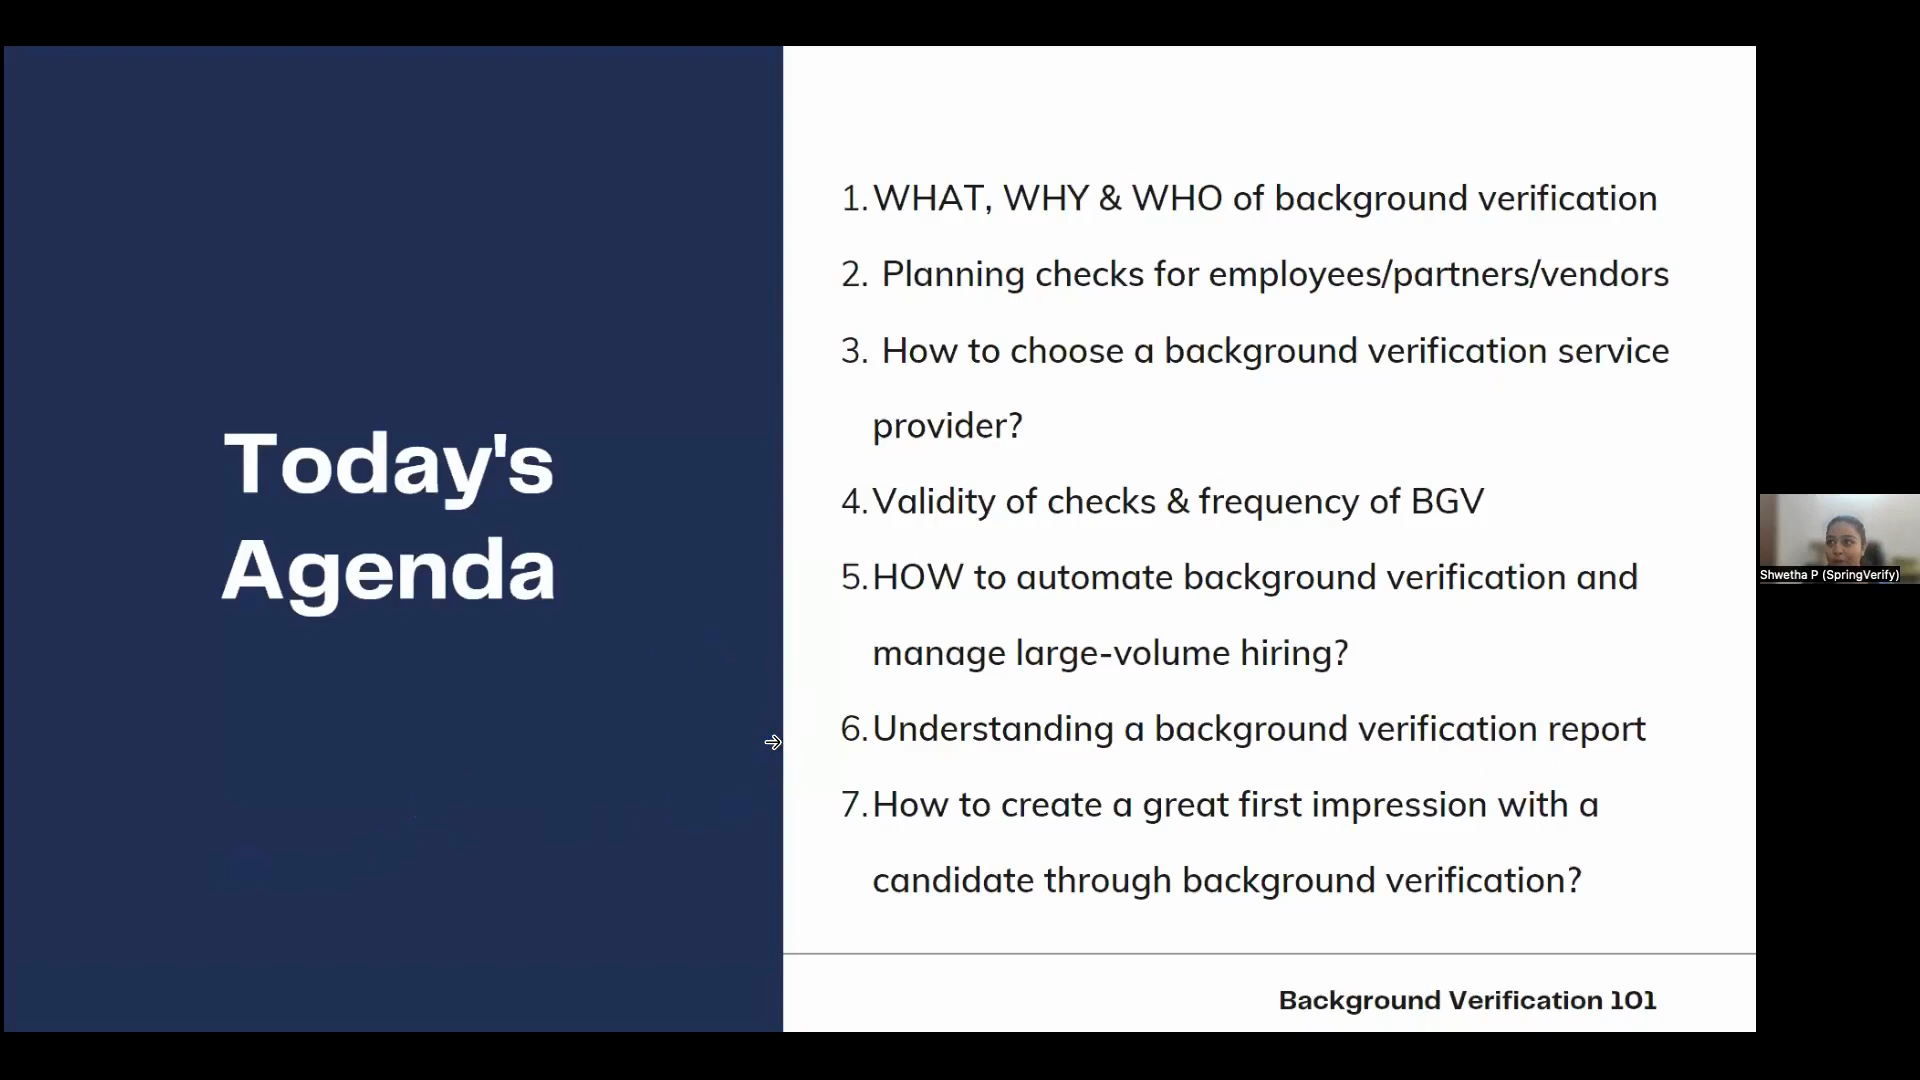 Today's
Agenda
1. WHAT, WHY & WHO of background verification
2. Planning checks for employees/partners/vendors
3. How to choose a background verification service
provider?
4. Validity of checks & frequency of BGV
5. HOW to automate background verification and
manage large-volume hiring?
6. Understanding a background verification report
7. How to create a great first impression with a
candidate through background verification?
Background Verification 101
Shwetha P (SpringVerify)